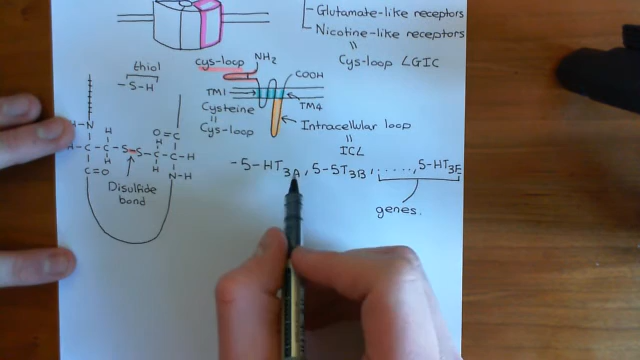 Glutamate-like receptors
Nicotine-like receptors
=
Cys-loop LGIC
thiol
-S-H
cys-loop
NH2
COOH
TM1
TM4
Cysteine
=
Cys-loop
Intracellular loop
=
ICL
H-N
O=C
H H H
H-C-C-S-S-C-C-H
H H
C=O
N-H
Disulfide
bond
-5-HT3A, 5-5T3B, ....., 5-HT3E
genes.